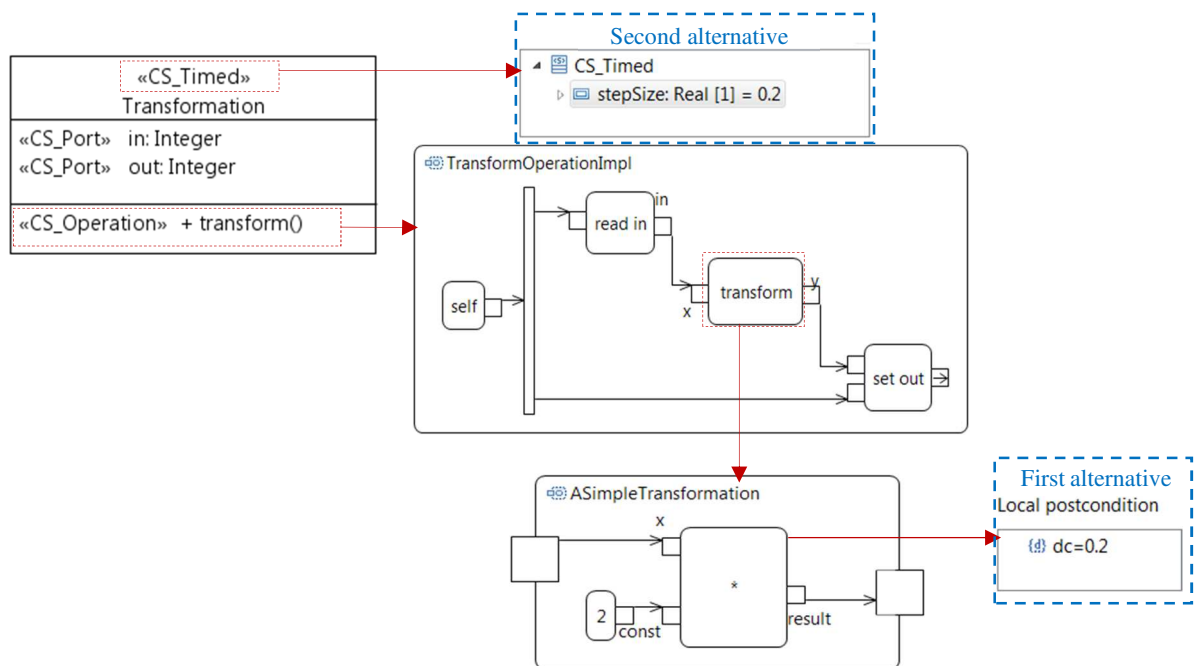 «CS_Timed»
Transformation
«CS_Port» in: Integer
«CS_Port» out: Integer
«CS_Operation» + transform()
Second alternative
CS_Timed
stepSize: Real [1] = 0.2
TransformOperationImpl
self
read in
in
x
transform
y
set out
ASimpleTransformation
x
2
const
*
result
First alternative
Local postcondition
{d} dc=0.2